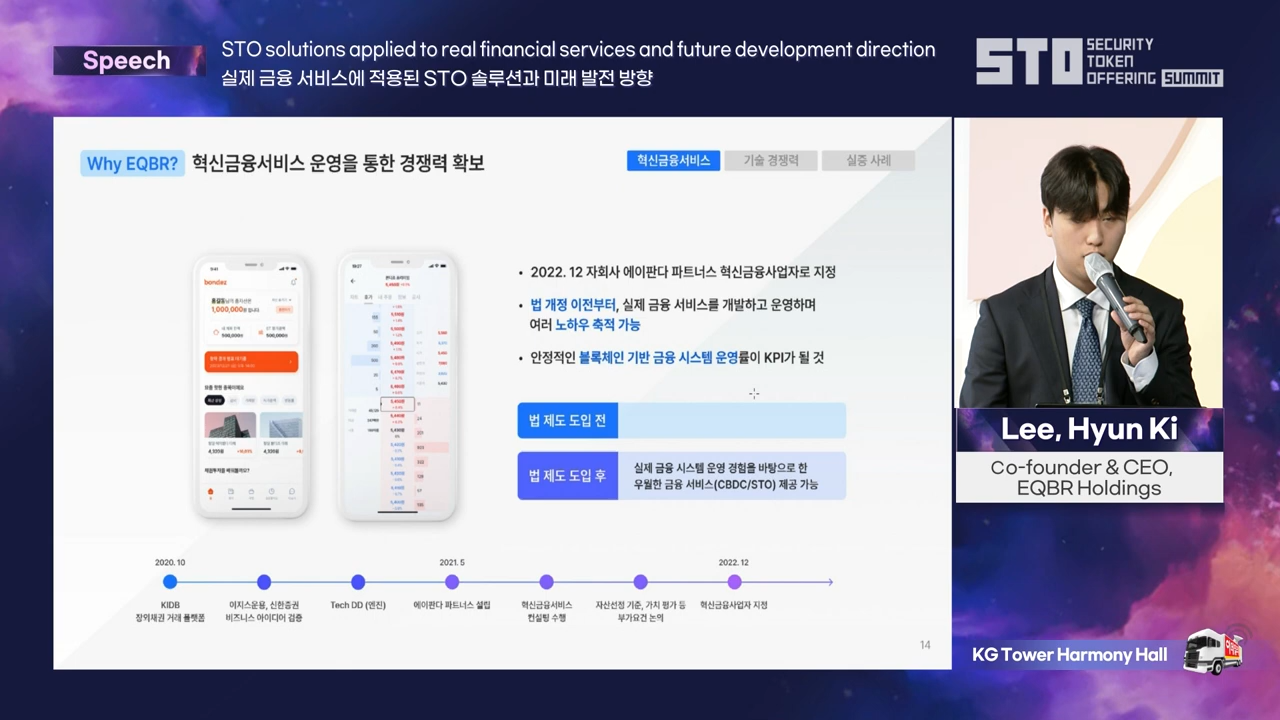 Speech
STO solutions applied to real financial services and future development direction
실제 금융 서비스에 적용된 STO 솔루션과 미래 발전 방향
STO
SECURITY
TOKEN
OFFERING SUMMIT
Why EQBR? 혁신금융서비스 운영을 통한 경쟁력 확보
혁신금융서비스
기술 경쟁력
실증 사례
• 2022. 12 자회사 에이판다 파트너스 혁신금융사업자로 지정
• 법 개정 이전부터, 실제 금융 서비스를 개발하고 운영하며
여러 노하우 축적 가능
• 안정적인 블록체인 기반 금융 시스템 운영률이 KPI가 될 것
법 제도 도입 전
법 제도 도입 후
실제 금융 시스템 운영 경험을 바탕으로 한
우월한 금융 서비스(CBDC/STO) 제공 가능
1,000,000
500,000
500,000
2020. 10
2021. 5
2022. 12
KIDB
장외채권 거래 플랫폼
이지스운용, 신한증권
비즈니스 아이디어 검증
Tech DD (엔진)
에이판다 파트너스 설립
혁신금융서비스
컨설팅 수행
자산선정 기준, 가치 평가 등
부가요건 논의
혁신금융사업자 지정
14
Lee, Hyun Ki
Co-founder & CEO,
EQBR Holdings
KG Tower Harmony Hall